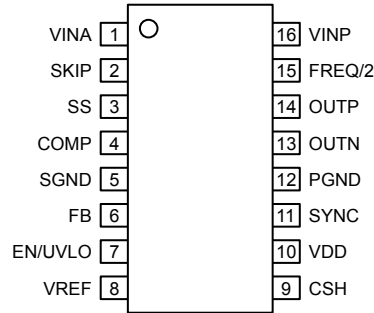 VINA 1 16 VINP
SKIP 2 15 FREQ/2
SS 3 14 OUTP
COMP 4 13 OUTN
SGND 5 12 PGND
FB 6 11 SYNC
EN/UVLO 7 10 VDD
VREF 8 9 CSH